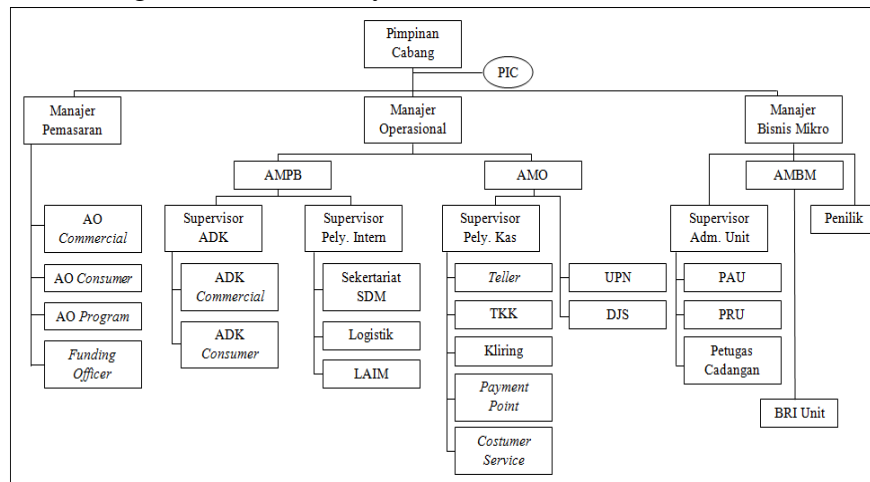 Pimpinan
Cabang
PIC
Manajer
Pemasaran
Manajer
Operasional
Manajer
Bisnis Mikro
AMPB
AMO
AMBM
AO
Commercial
Supervisor
ADK
Supervisor
Pely. Intern
Supervisor
Pely. Kas
Supervisor
Adm. Unit
Penilik
AO Consumer
AO Program
Funding
Officer
ADK
Commercial
ADK
Consumer
Sekertariat
SDM
Logistik
LAIM
Teller
TKK
Kliring
Payment
Point
Costumer
Service
UPN
DJS
PAU
PRU
Petugas
Cadangan
BRI Unit